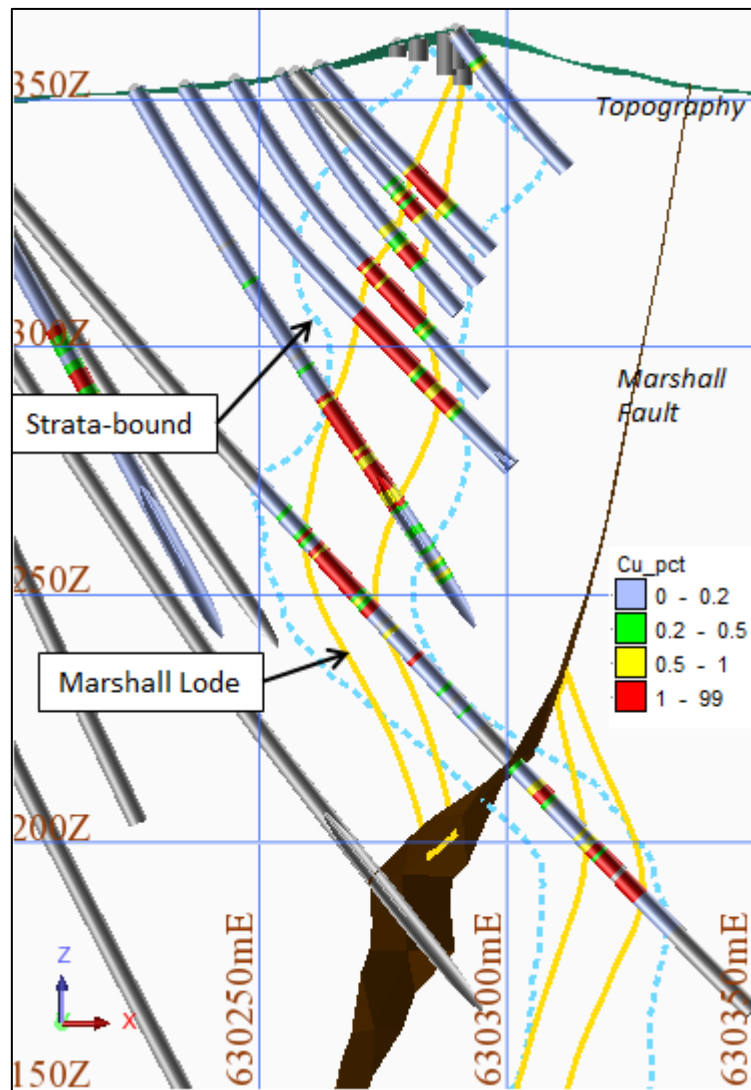 350Z
Topography
300Z
Marshall
Fault
Strata-bound
250Z
Cu_pct
0 - 0.2
0.2 - 0.5
0.5 - 1
1 - 99
Marshall Lode
200Z
630250mE
630300mE
630350mE
Z
X
Y
150Z